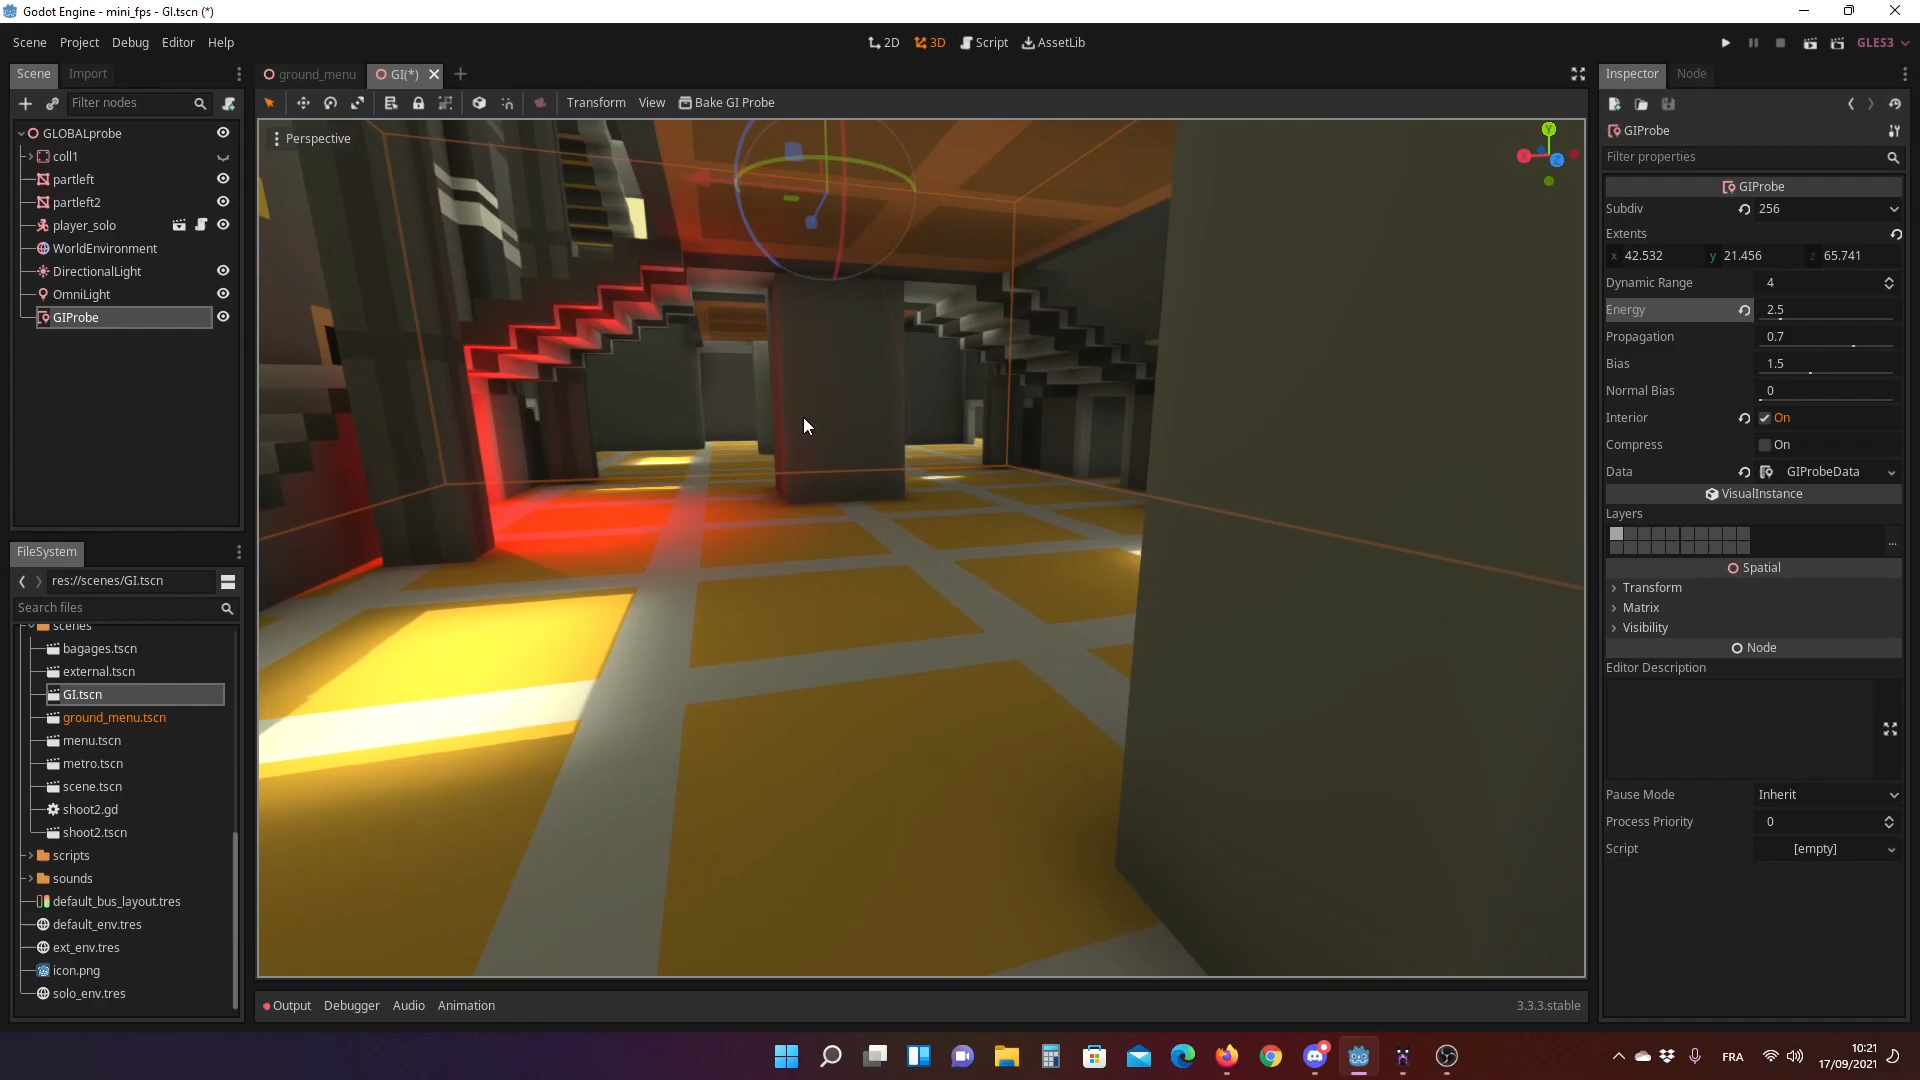 Godot Engine - mini_fps - GI.tscn (*)
Scene Project Debug Editor Help
2D 3D Script AssetLib
GLES3
Scene Import
ground_menu GI(*)
Inspector Node
Filter nodes
Transform View Bake GI Probe
GLOBALprobe
coll1
partleft
partleft2
player_solo
WorldEnvironment
DirectionalLight
OmniLight
GIProbe
Perspective
Y
X
Z
GIProbe
Filter properties
GIProbe
Subdiv 256
Extents
x 42.532 y 21.456 z 65.741
Dynamic Range 4
Energy 2.5
Propagation 0.7
Bias 1.5
Normal Bias 0
Interior On
Compress On
Data GIProbeData
VisualInstance
Layers
...
Spatial
Transform
Matrix
Visibility
Node
Editor Description
Pause Mode Inherit
Process Priority 0
Script [empty]
FileSystem
res://scenes/GI.tscn
Search files
scenes
bagages.tscn
external.tscn
GI.tscn
ground_menu.tscn
menu.tscn
metro.tscn
scene.tscn
shoot2.gd
shoot2.tscn
scripts
sounds
default_bus_layout.tres
default_env.tres
ext_env.tres
icon.png
solo_env.tres
Output Debugger Audio Animation
3.3.3.stable
FRA
10:21
17/09/2021